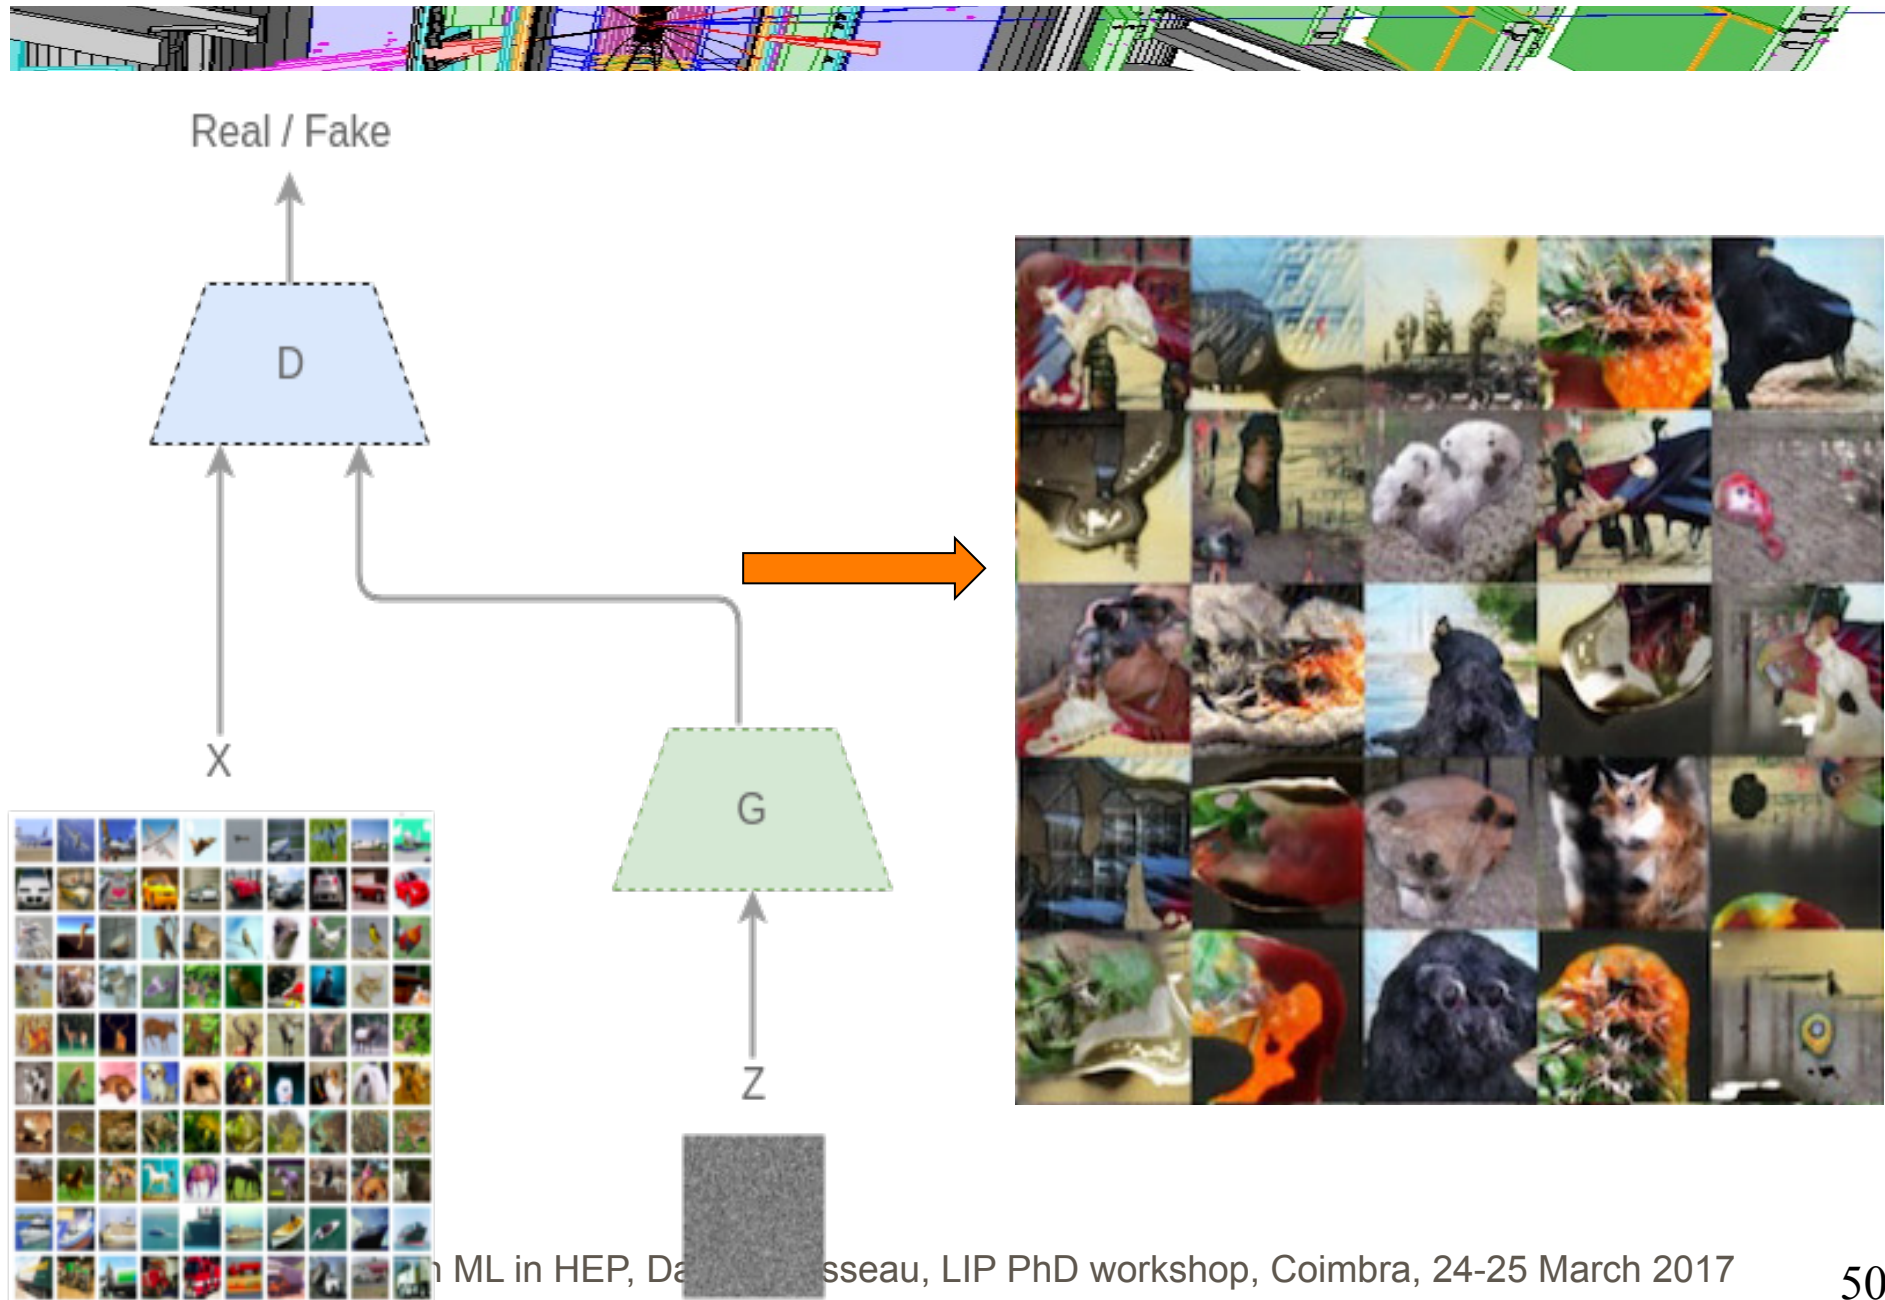 Real / Fake
D
X
G
Z
ML in HEP, Da sseau, LIP PhD workshop, Coimbra, 24-25 March 2017
50